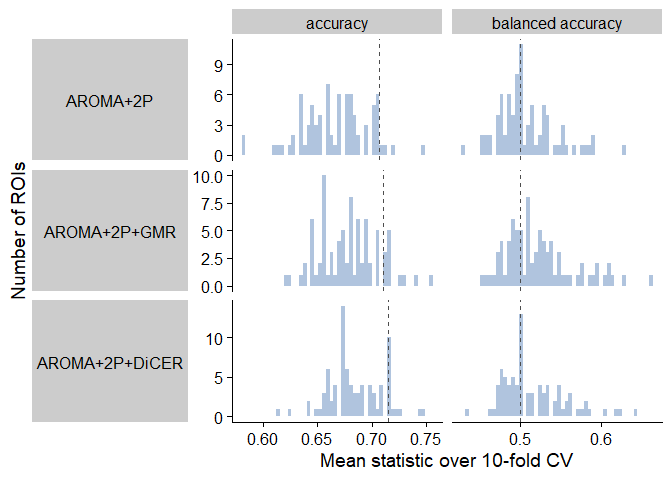 accuracy
balanced accuracy
Number of ROIs
AROMA+2P
9
6
3
0
AROMA+2P+GMR
10.0
7.5
5.0
2.5
0.0
AROMA+2P+DiCER
10
5
0
0.60
0.65
0.70
0.75
0.5
0.6
Mean statistic over 10-fold CV